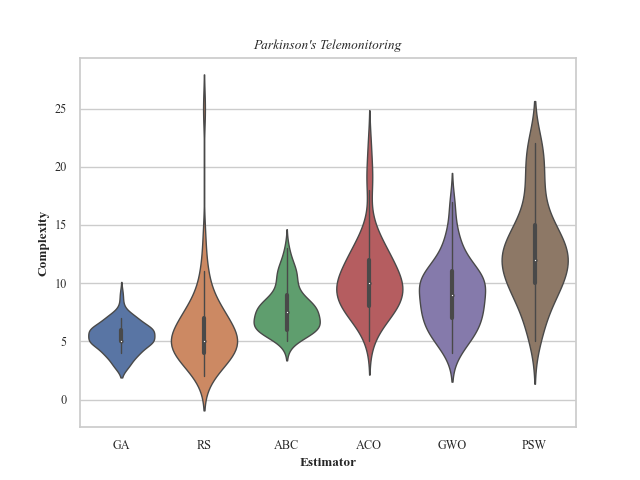 Parkinson's Telemonitoring
Complexity
25
20
15
10
5
0
GA RS ABC ACO GWO PSW
Estimator